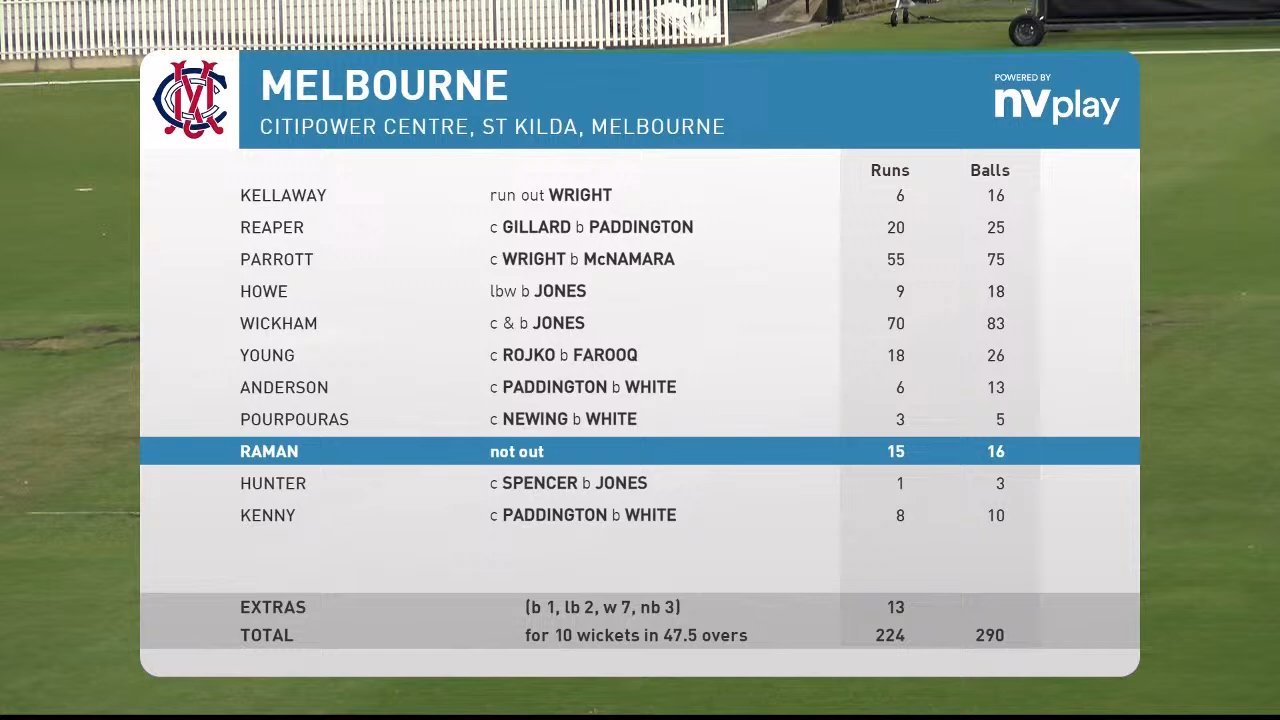 MELBOURNE
CITIPOWER CENTRE, ST KILDA, MELBOURNE
POWERED BY
nvplay
Runs Balls
KELLAWAY run out WRIGHT 6 16
REAPER c GILLARD b PADDINGTON 20 25
PARROTT c WRIGHT b McNAMARA 55 75
HOWE lbw b JONES 9 18
WICKHAM c & b JONES 70 83
YOUNG c ROJKO b FAROOQ 18 26
ANDERSON c PADDINGTON b WHITE 6 13
POURPOURAS c NEWING b WHITE 3 5
RAMAN not out 15 16
HUNTER c SPENCER b JONES 1 3
KENNY c PADDINGTON b WHITE 8 10
EXTRAS (b 1, lb 2, w 7, nb 3) 13
TOTAL for 10 wickets in 47.5 overs 224 290